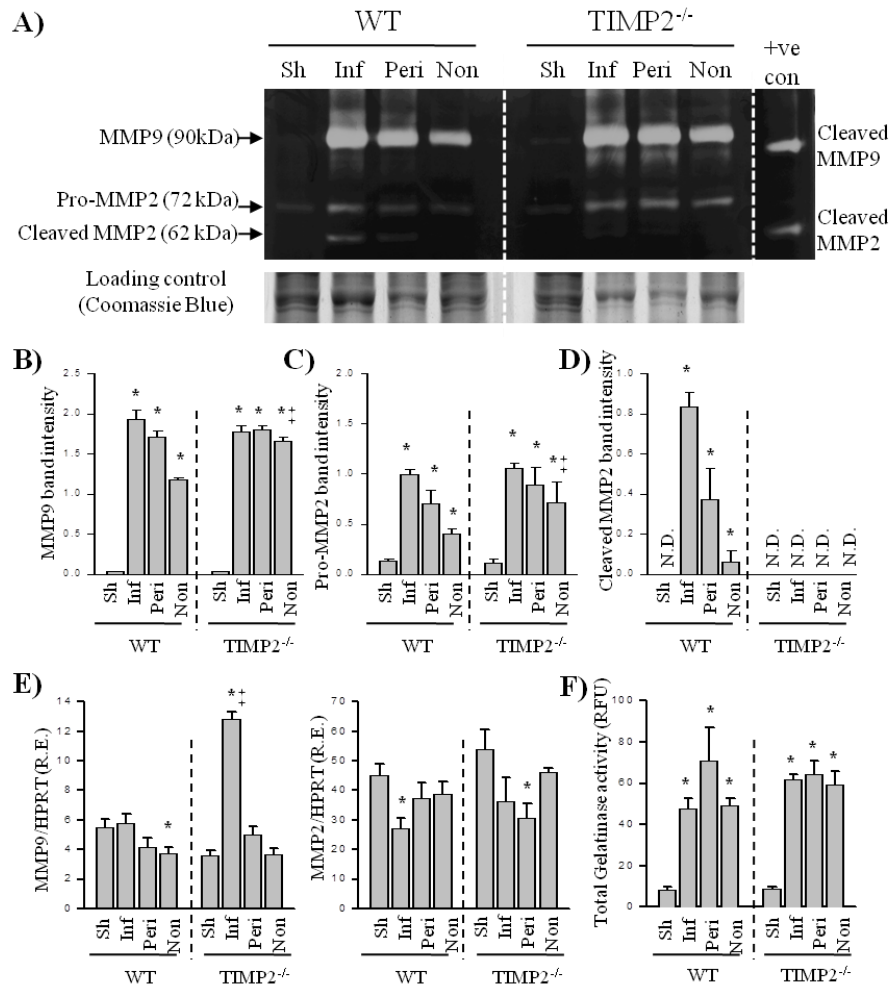 A)
WT
TIMP2-/-
Sh Inf Peri Non
Sh Inf Peri Non
+ve
con
MMP9 (90kDa)
Pro-MMP2 (72 kDa)
Cleaved MMP2 (62 kDa)
Cleaved
MMP9
Cleaved
MMP2
Loading control
(Coomassie Blue)
B)
MMP9 band intensity
2.5
2.0
1.5
1.0
0.5
0.0
* * *
* * *‡
Sh Inf Peri Non
Sh Inf Peri Non
WT
TIMP2-/-
C)
Pro-MMP2 band intensity
2.0
1.5
1.0
0.5
0.0
* * *
* * *‡
Sh Inf Peri Non
Sh Inf Peri Non
WT
TIMP2-/-
D)
Cleaved MMP2 band intensity
1.0
0.8
0.6
0.4
0.2
0.0
N.D. * * *
N.D. N.D. N.D. N.D.
Sh Inf Peri Non
Sh Inf Peri Non
WT
TIMP2-/-
E)
MMP9/HPRT (R.E.)
14
12
10
8
6
4
2
0
*
*‡
Sh Inf Peri Non
Sh Inf Peri Non
WT
TIMP2-/-
MMP2/HPRT (R.E.)
70
60
50
40
30
20
10
0
*
*
Sh Inf Peri Non
Sh Inf Peri Non
WT
TIMP2-/-
F)
Total Gelatinase activity (RFU)
100
80
60
40
20
0
* * *
* * *
Sh Inf Peri Non
Sh Inf Peri Non
WT
TIMP2-/-